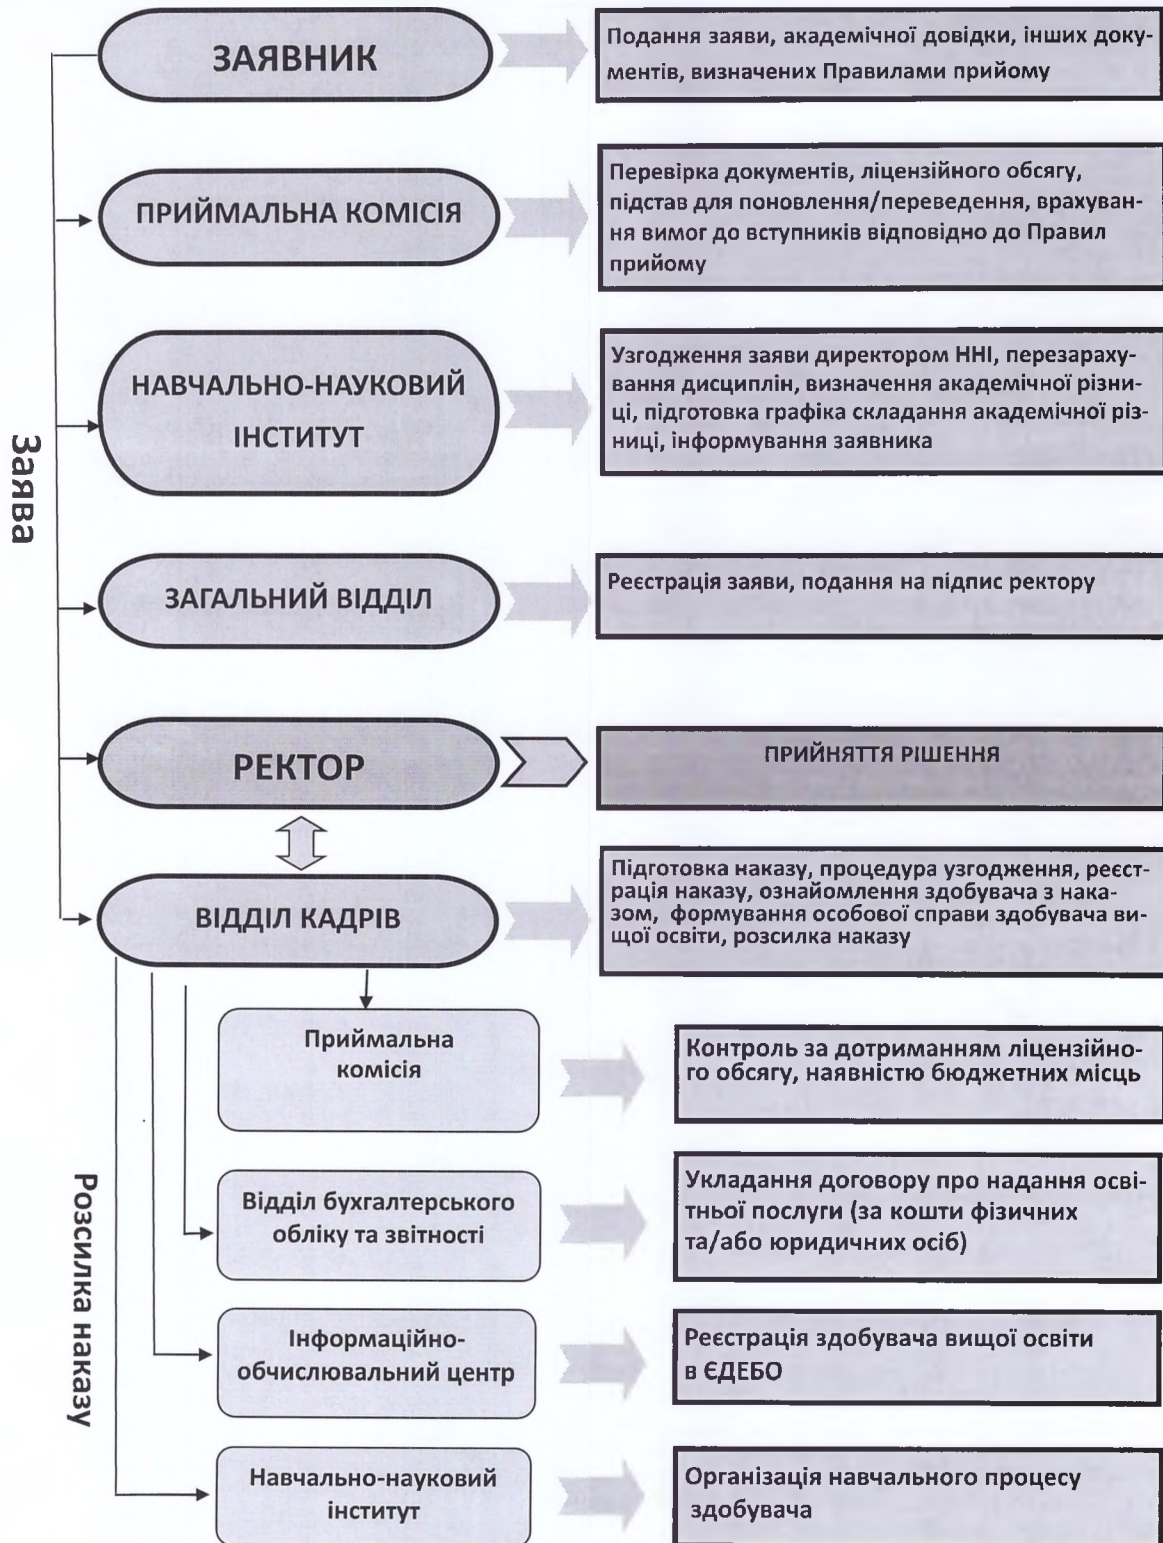 ЗАЯВНИК
Подання заяви, академічної довідки, інших доку-
ментів, визначених Правилами прийому
ПРИЙМАЛЬНА КОМІСІЯ
Перевірка документів, ліцензійного обсягу,
підстав для поновлення/переведення, врахуван-
ня вимог до вступників відповідно до Правил
прийому
НАВЧАЛЬНО-НАУКОВИЙ
ІНСТИТУТ
Узгодження заяви директором ННІ, перезараху-
вання дисциплін, визначення академічної різни-
ці, підготовка графіка складання академічної різ-
ниці, інформування заявника
Заява
ЗАГАЛЬНИЙ ВІДДІЛ
Реєстрація заяви, подання на підпис ректору
РЕКТОР
ПРИЙНЯТТЯ РІШЕННЯ
ВІДДІЛ КАДРІВ
Підготовка наказу, процедура узгодження, реєст-
рація наказу, ознайомлення здобувача з нака-
зом, формування особової справи здобувача ви-
щої освіти, розсилка наказу
Приймальна
комісія
Контроль за дотриманням ліцензійно-
го обсягу, наявністю бюджетних місць
Розсилка наказу
Відділ бухгалтерського
обліку та звітності
Укладання договору про надання осві-
тньої послуги (за кошти фізичних
та/або юридичних осіб)
Інформаційно-
обчислювальний центр
Реєстрація здобувача вищої освіти
в ЄДЕБО
Навчально-науковий
інститут
Організація навчального процесу
здобувача